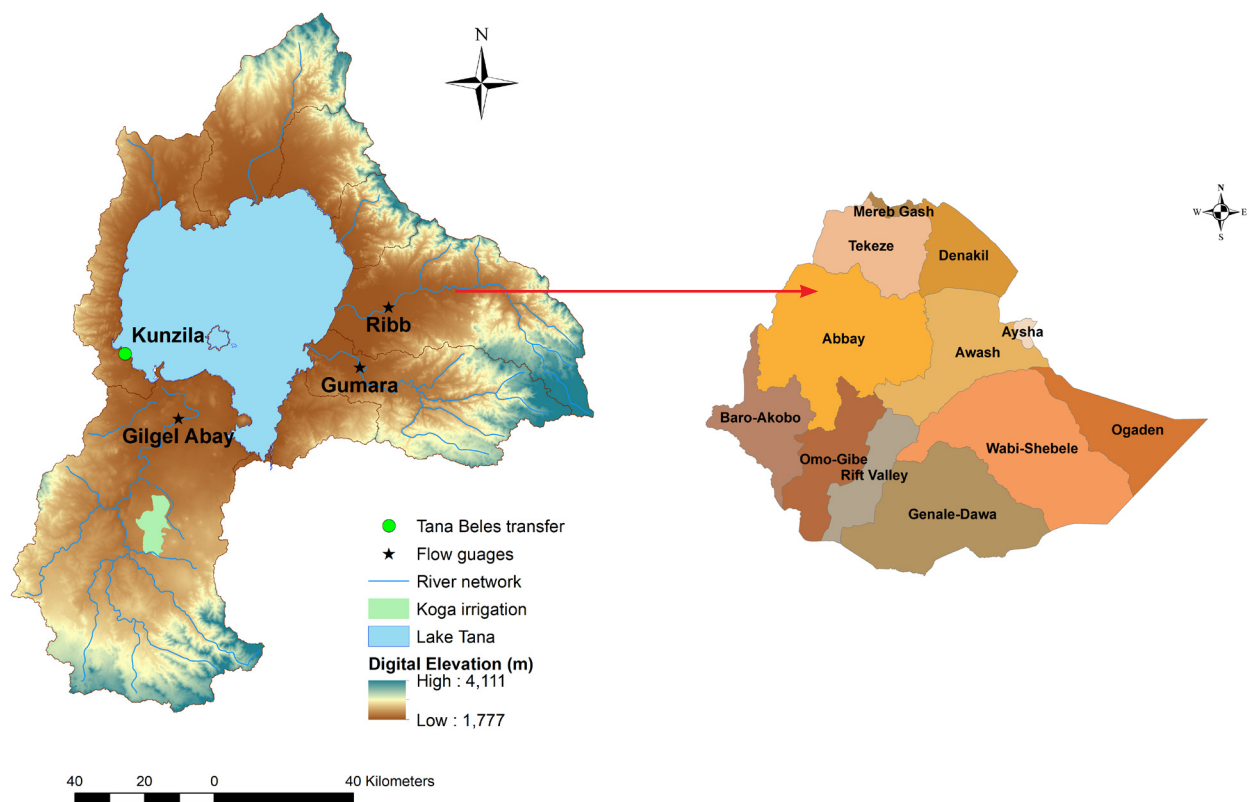 N
Kunzila
Ribb
Gumara
Gilgel Abay
Tana Beles transfer
Flow guages
River network
Koga irrigation
Lake Tana
Digital Elevation (m)
High : 4,111
Low : 1,777
40 20 0 40 Kilometers
N
W E
S
Mereb Gash
Tekeze
Denakil
Abbay
Aysha
Awash
Baro-Akobo
Ogaden
Wabi-Shebele
Omo-Gibe
Rift Valley
Genale-Dawa